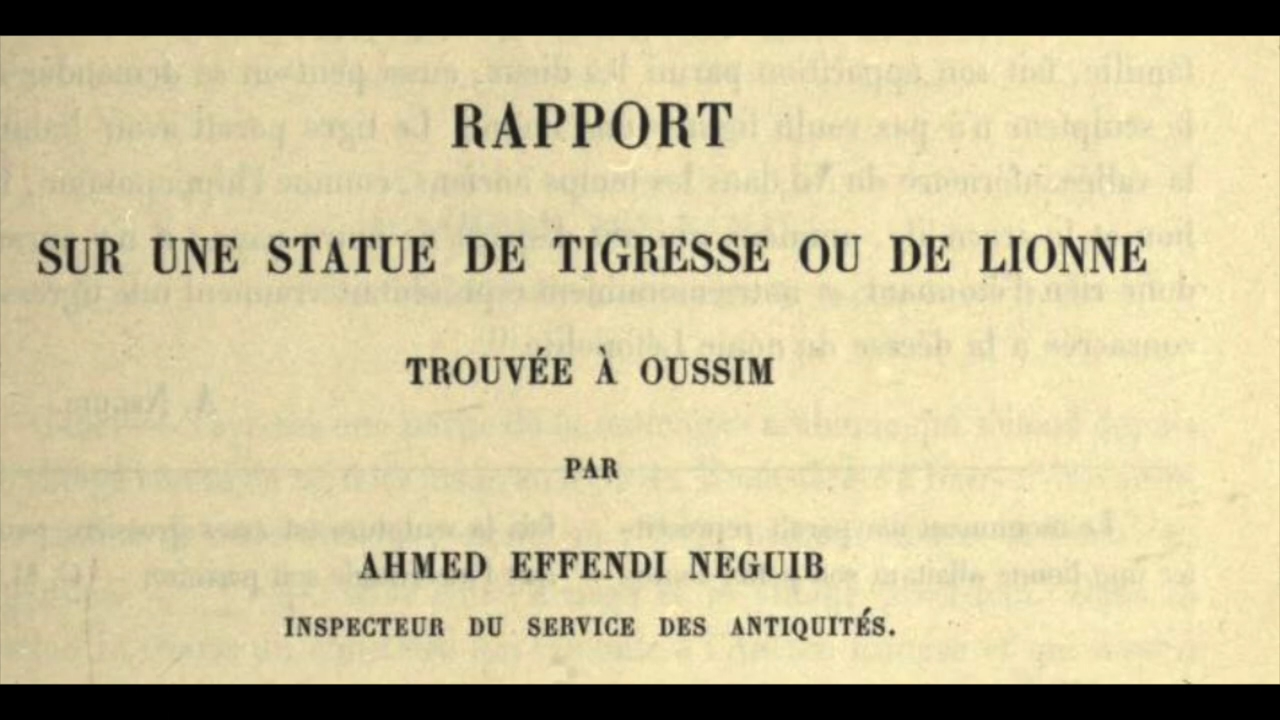 RAPPORT
SUR UNE STATUE DE TIGRESSE OU DE LIONNE
TROUVÉE À OUSSIM
PAR
AHMED EFFENDI NEGUIB
INSPECTEUR DU SERVICE DES ANTIQUITÉS.